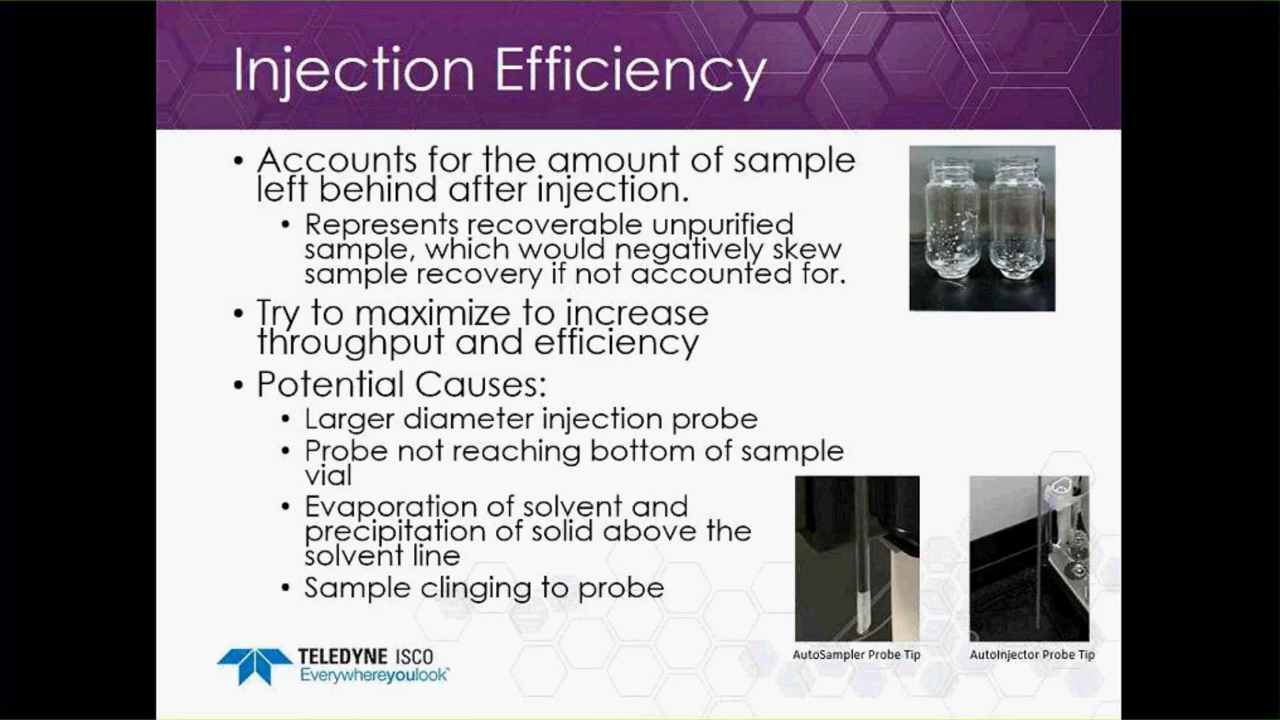 Injection Efficiency
• Accounts for the amount of sample
left behind after injection.
• Represents recoverable unpurified
sample, which would negatively skew
sample recovery if not accounted for.
• Try to maximize to increase
throughput and efficiency
• Potential Causes:
• Larger diameter injection probe
• Probe not reaching bottom of sample
vial
• Evaporation of solvent and
precipitation of solid above the
solvent line
• Sample clinging to probe
AutoSampler Probe Tip
AutoInjector Probe Tip
TELEDYNE ISCO
Everywhereyoulook